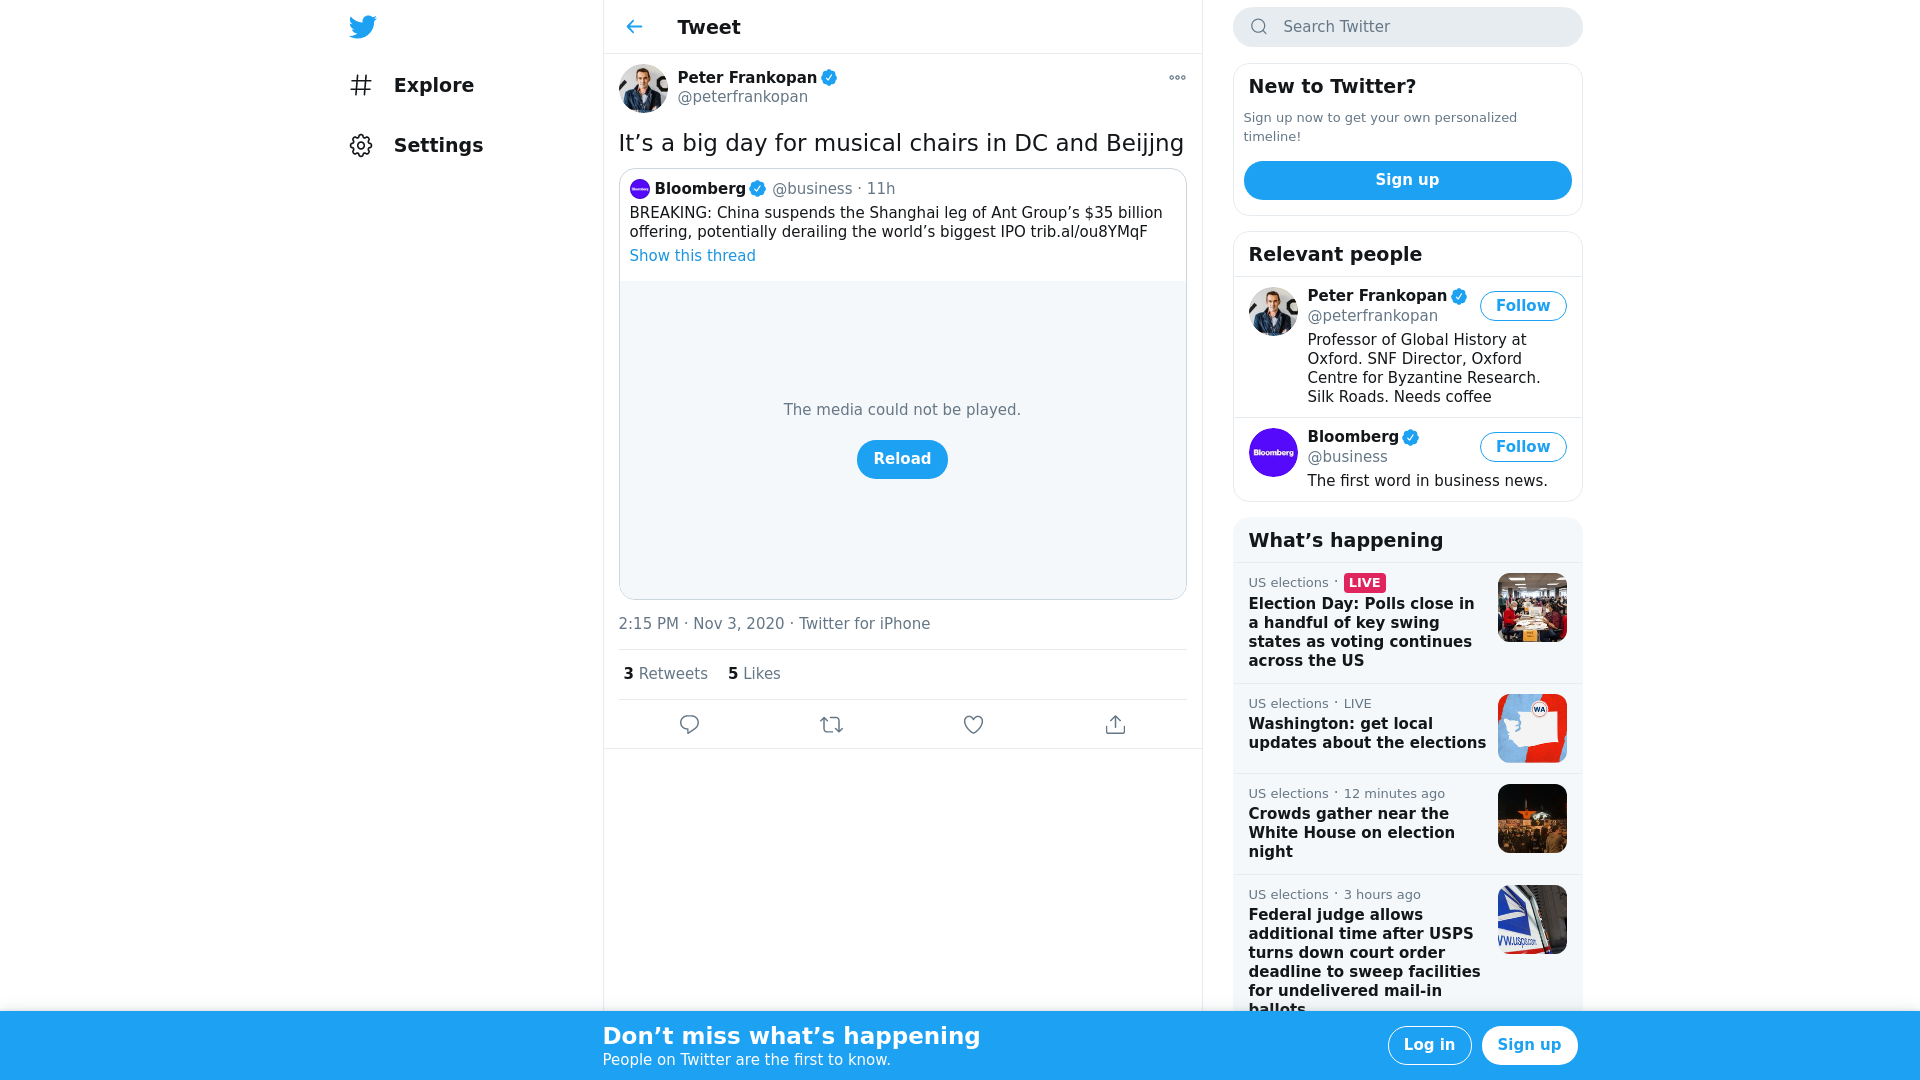 Explore
Settings
Tweet
Peter Frankopan
@peterfrankopan
It’s a big day for musical chairs in DC and Beijjng
Bloomberg @business · 11h
BREAKING: China suspends the Shanghai leg of Ant Group’s $35 billion
offering, potentially derailing the world’s biggest IPO trib.al/ou8YMqF
Show this thread
The media could not be played.
Reload
2:15 PM · Nov 3, 2020 · Twitter for iPhone
3 Retweets 5 Likes
Search Twitter
New to Twitter?
Sign up now to get your own personalized
timeline!
Sign up
Relevant people
Peter Frankopan
@peterfrankopan
Follow
Professor of Global History at
Oxford. SNF Director, Oxford
Centre for Byzantine Research.
Silk Roads. Needs coffee
Bloomberg
Bloomberg
@business
Follow
The first word in business news.
What’s happening
US elections · LIVE
Election Day: Polls close in
a handful of key swing
states as voting continues
across the US
US elections · LIVE
Washington: get local
updates about the elections
WA
US elections · 12 minutes ago
Crowds gather near the
White House on election
night
US elections · 3 hours ago
Federal judge allows
additional time after USPS
turns down court order
deadline to sweep facilities
for undelivered mail-in
ballots
Don’t miss what’s happening
People on Twitter are the first to know.
Log in
Sign up